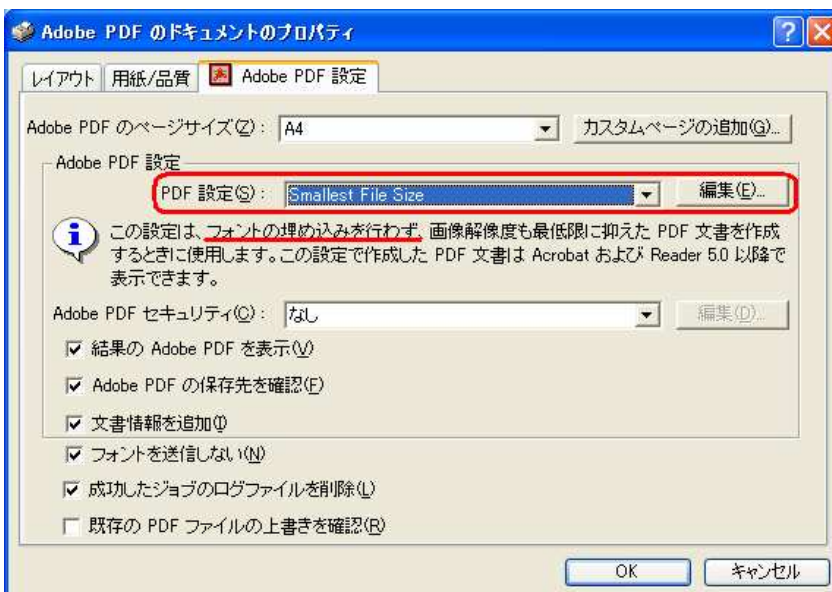 Adobe PDF のドキュメントのプロパティ
レイアウト 用紙/品質 Adobe PDF 設定
Adobe PDF のページサイズ(Z): A4 カスタムページの追加(G)...
Adobe PDF 設定
PDF 設定(S): Smallest File Size 編集(E)...
この設定は、フォントの埋め込みを行わず、画像解像度も最低限に抑えた PDF 文書を作成
するときに使用します。この設定で作成した PDF 文書は Acrobat および Reader 5.0 以降で
表示できます。
Adobe PDF セキュリティ(C): なし 編集(D)...
結果の Adobe PDF を表示(V)
Adobe PDF の保存先を確認(F)
文書情報を追加(I)
フォントを送信しない(N)
成功したジョブのログファイルを削除(L)
既存の PDF ファイルの上書きを確認(R)
OK キャンセル